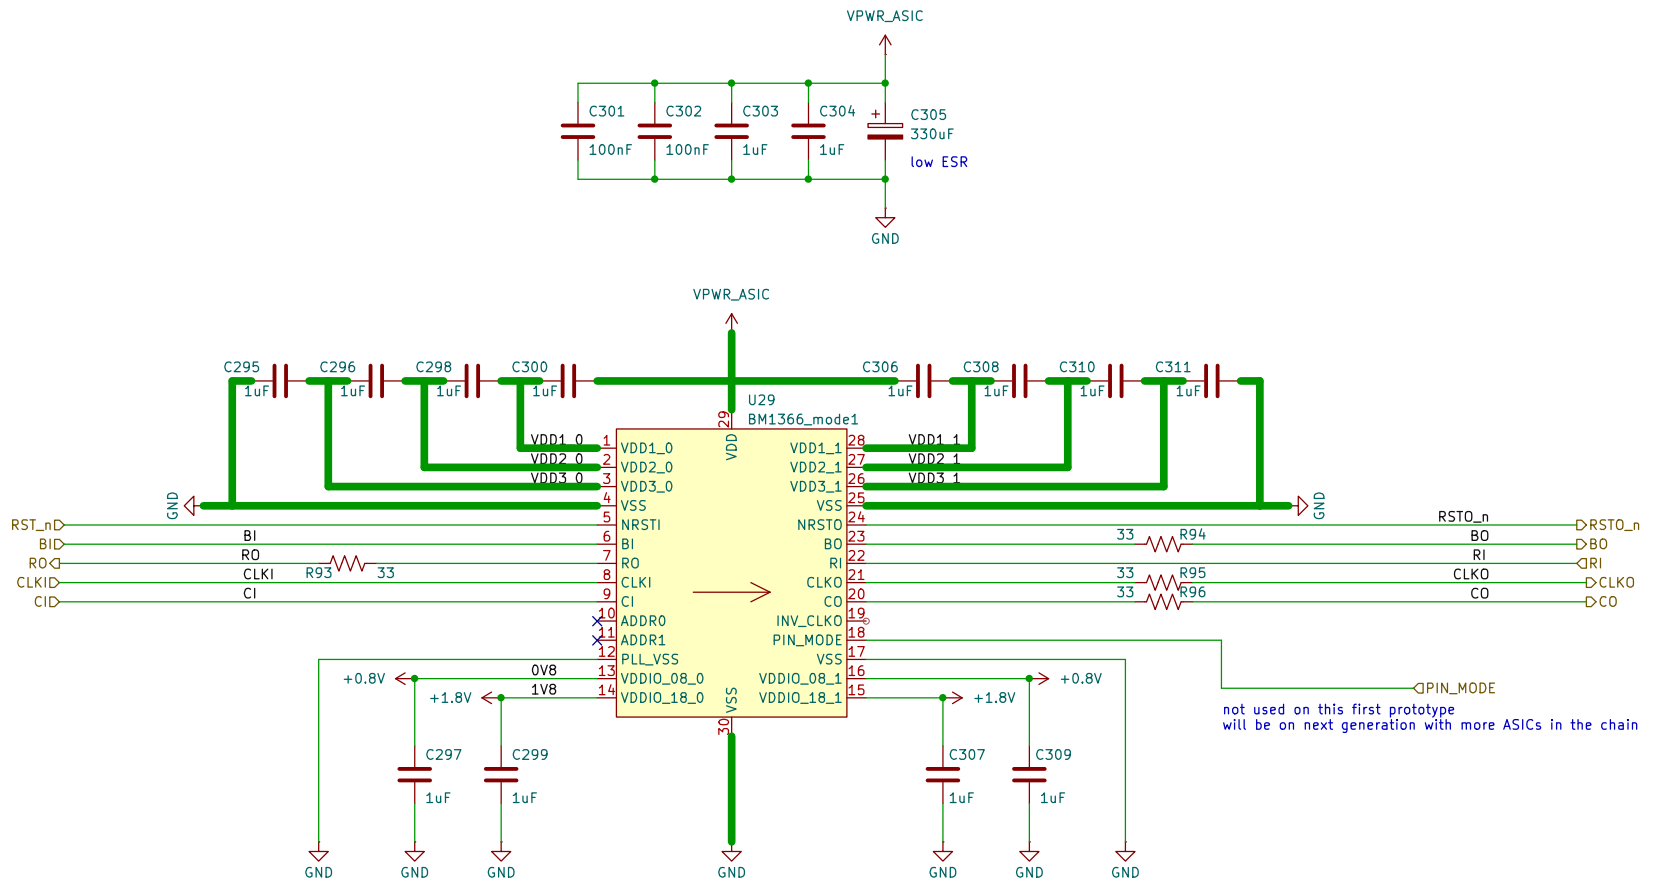 VPWR_ASIC
C301
C302
C303
C304
C305
330uF
100nF
100nF
1uF
1uF
low ESR
GND
VPWR_ASIC
C295
C296
C298
C300
C306
C308
C310
C311
1uF
1uF
1uF
1uF
1uF
1uF
1uF
1uF
U29
BM1366_mode1
29
VDD
VDD1_0
1
VDD1_0
VDD1_1
28
VDD1_1
VDD2_0
2
VDD2_0
VDD2_1
27
VDD2_1
VDD3_0
3
VDD3_0
VDD3_1
26
VDD3_1
GND
4
VSS
VSS
25
GND
RST_n
5
NRSTI
NRSTO
24
RSTO_n
RSTO_n
BI
BI
6
BI
BO
23
33
R94
BO
BO
RO
RO
R93
33
7
RO
RI
22
RI
RI
CLKI
CLKI
8
CLKI
CLKO
21
33
R95
CLKO
CLKO
CI
CI
9
CI
CO
20
33
R96
CO
CO
10
ADDR0
INV_CLKO
19
11
ADDR1
PIN_MODE
18
12
PLL_VSS
VSS
17
+0.8V
0V8
13
VDDIO_08_0
VDDIO_08_1
16
+0.8V
PIN_MODE
+1.8V
1V8
14
VDDIO_18_0
VDDIO_18_1
15
+1.8V
VSS
30
not used on this first prototype
will be on next generation with more ASICs in the chain
C297
C299
C307
C309
1uF
1uF
1uF
1uF
GND
GND
GND
GND
GND
GND
GND